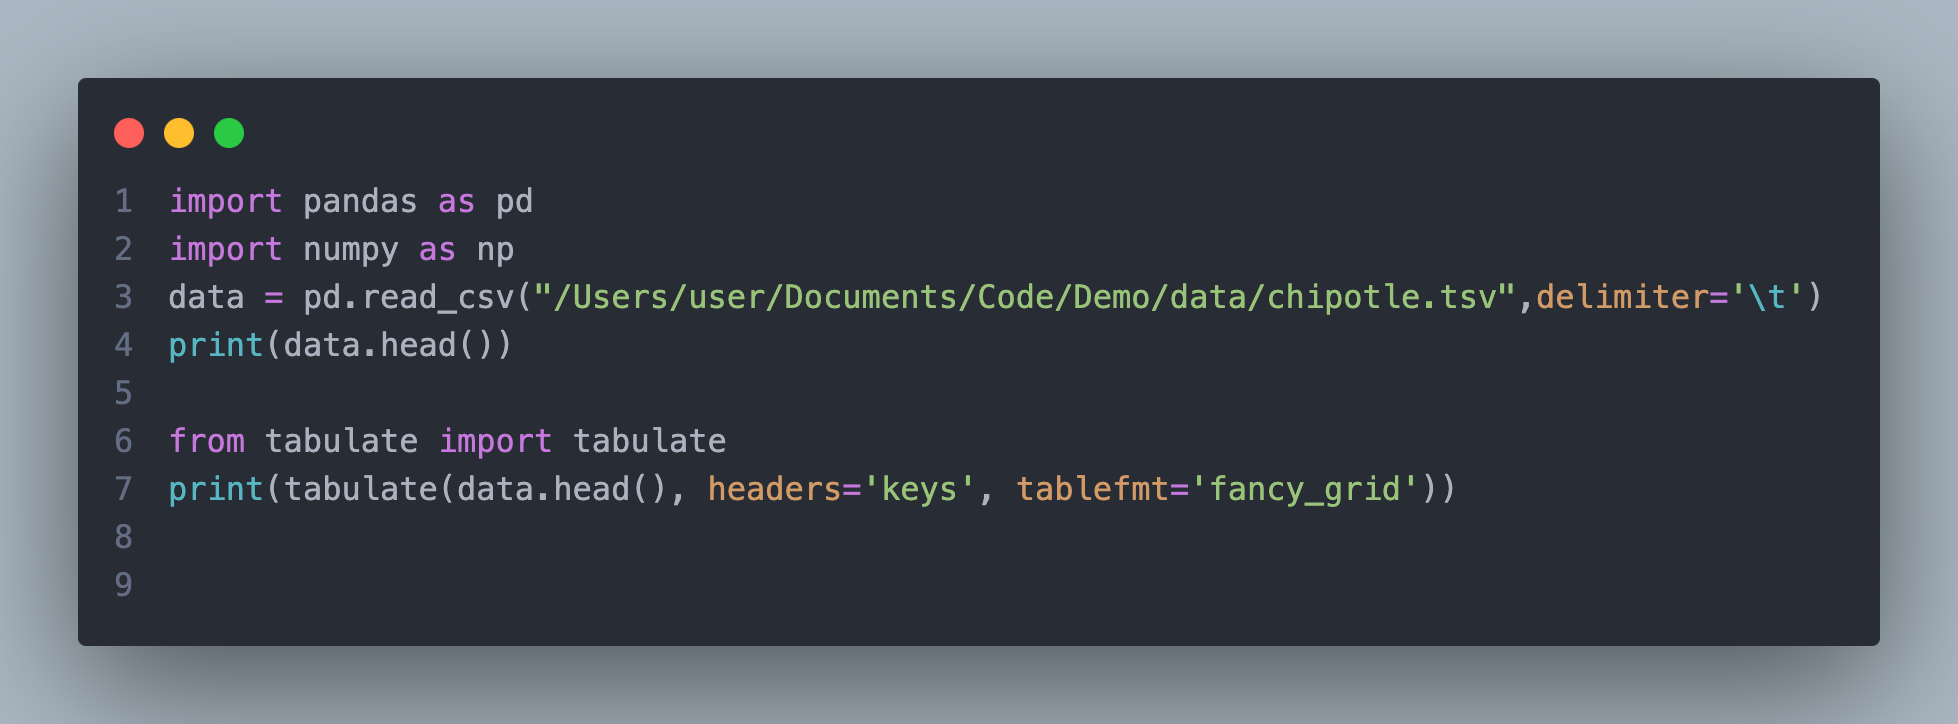 1 import pandas as pd
2 import numpy as np
3 data = pd.read_csv("/Users/user/Documents/Code/Demo/data/chipotle.tsv",delimiter='\t')
4 print(data.head())
5
6 from tabulate import tabulate
7 print(tabulate(data.head(), headers='keys', tablefmt='fancy_grid'))
8
9